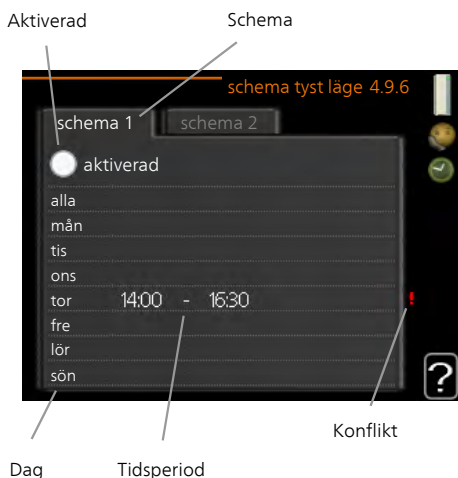 Aktiverad Schema
schema tyst läge 4.9.6
schema 1 schema 2
aktiverad
alla
mån
tis
ons
tor 14:00 - 16:30 !
fre
lör
sön
?
Konflikt
Dag Tidsperiod